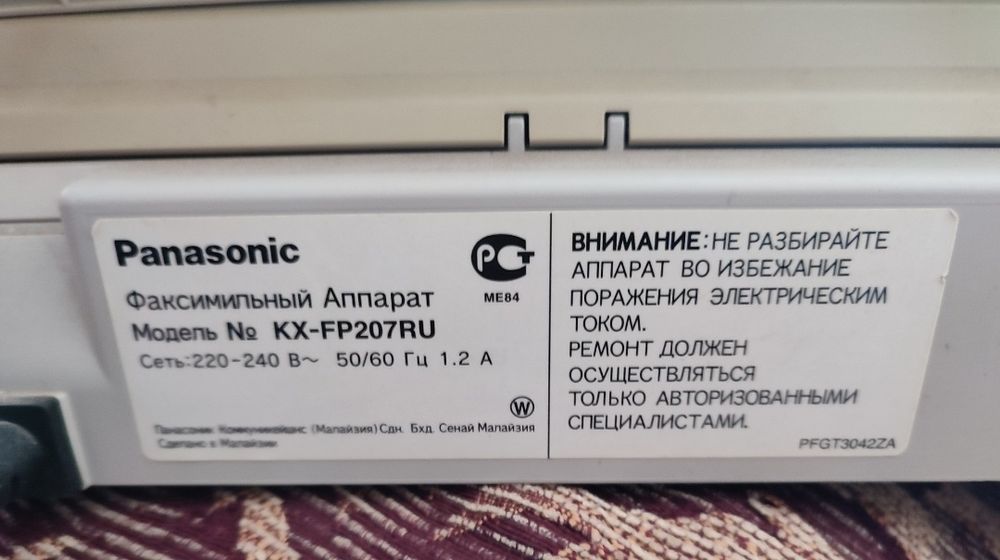 Panasonic
РСТ
ME84
Факсимильный Аппарат
Модель № KX-FP207RU
Сеть:220-240 В~ 50/60 Гц 1.2 А
W
Панасоник Коммуникейшнс (Малайзия) Сдн. Бхд. Сенай Малайзия
Сделано в Малайзии
ВНИМАНИЕ:НЕ РАЗБИРАЙТЕ
АППАРАТ ВО ИЗБЕЖАНИЕ
ПОРАЖЕНИЯ ЭЛЕКТРИЧЕСКИМ
ТОКОМ.
РЕМОНТ ДОЛЖЕН
ОСУЩЕСТВЛЯТЬСЯ
ТОЛЬКО АВТОРИЗОВАННЫМИ
СПЕЦИАЛИСТАМИ.
PFGT3042ZA